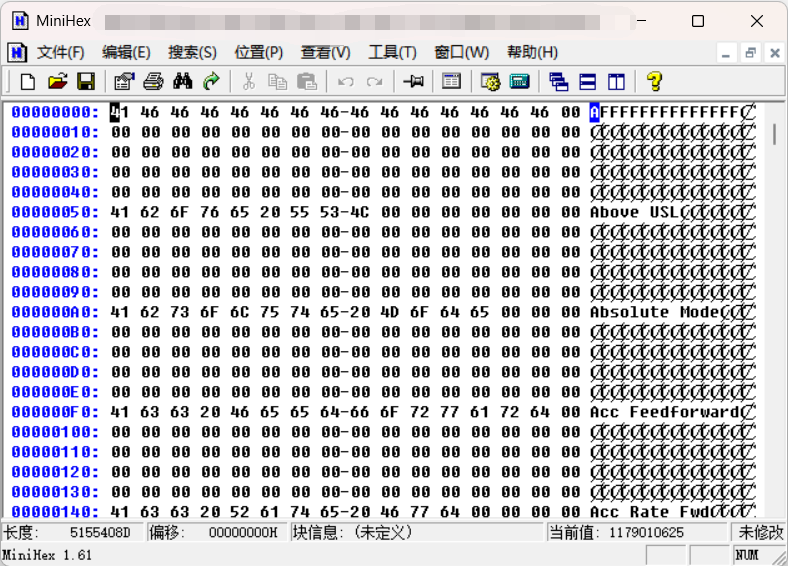 MiniHex
文件(F) 编辑(E) 搜索(S) 位置(P) 查看(V) 工具(T) 窗口(W) 帮助(H)
00000000: 41 46 46 46 46 46 46 46-46 46 46 46 46 46 46 00 AFFFFFFFFFFFFFF
00000010: 00 00 00 00 00 00 00 00-00 00 00 00 00 00 00 00
00000020: 00 00 00 00 00 00 00 00-00 00 00 00 00 00 00 00
00000030: 00 00 00 00 00 00 00 00-00 00 00 00 00 00 00 00
00000040: 00 00 00 00 00 00 00 00-00 00 00 00 00 00 00 00
00000050: 41 62 6F 76 65 20 55 53-4C 00 00 00 00 00 00 00 Above USL
00000060: 00 00 00 00 00 00 00 00-00 00 00 00 00 00 00 00
00000070: 00 00 00 00 00 00 00 00-00 00 00 00 00 00 00 00
00000080: 00 00 00 00 00 00 00 00-00 00 00 00 00 00 00 00
00000090: 00 00 00 00 00 00 00 00-00 00 00 00 00 00 00 00
000000A0: 41 62 73 6F 6C 75 74 65-20 4D 6F 64 65 00 00 00 Absolute Mode
000000B0: 00 00 00 00 00 00 00 00-00 00 00 00 00 00 00 00
000000C0: 00 00 00 00 00 00 00 00-00 00 00 00 00 00 00 00
000000D0: 00 00 00 00 00 00 00 00-00 00 00 00 00 00 00 00
000000E0: 00 00 00 00 00 00 00 00-00 00 00 00 00 00 00 00
000000F0: 41 63 63 20 46 65 65 64-66 6F 72 77 61 72 64 00 Acc Feedforward
00000100: 00 00 00 00 00 00 00 00-00 00 00 00 00 00 00 00
00000110: 00 00 00 00 00 00 00 00-00 00 00 00 00 00 00 00
00000120: 00 00 00 00 00 00 00 00-00 00 00 00 00 00 00 00
00000130: 00 00 00 00 00 00 00 00-00 00 00 00 00 00 00 00
00000140: 41 63 63 20 52 61 74 65-20 46 77 64 00 00 00 00 Acc Rate Fwd
长度: 5155408D 偏移: 00000000H 块信息: (未定义) 当前值: 1179010625 未修改
MiniHex 1.61 NUM